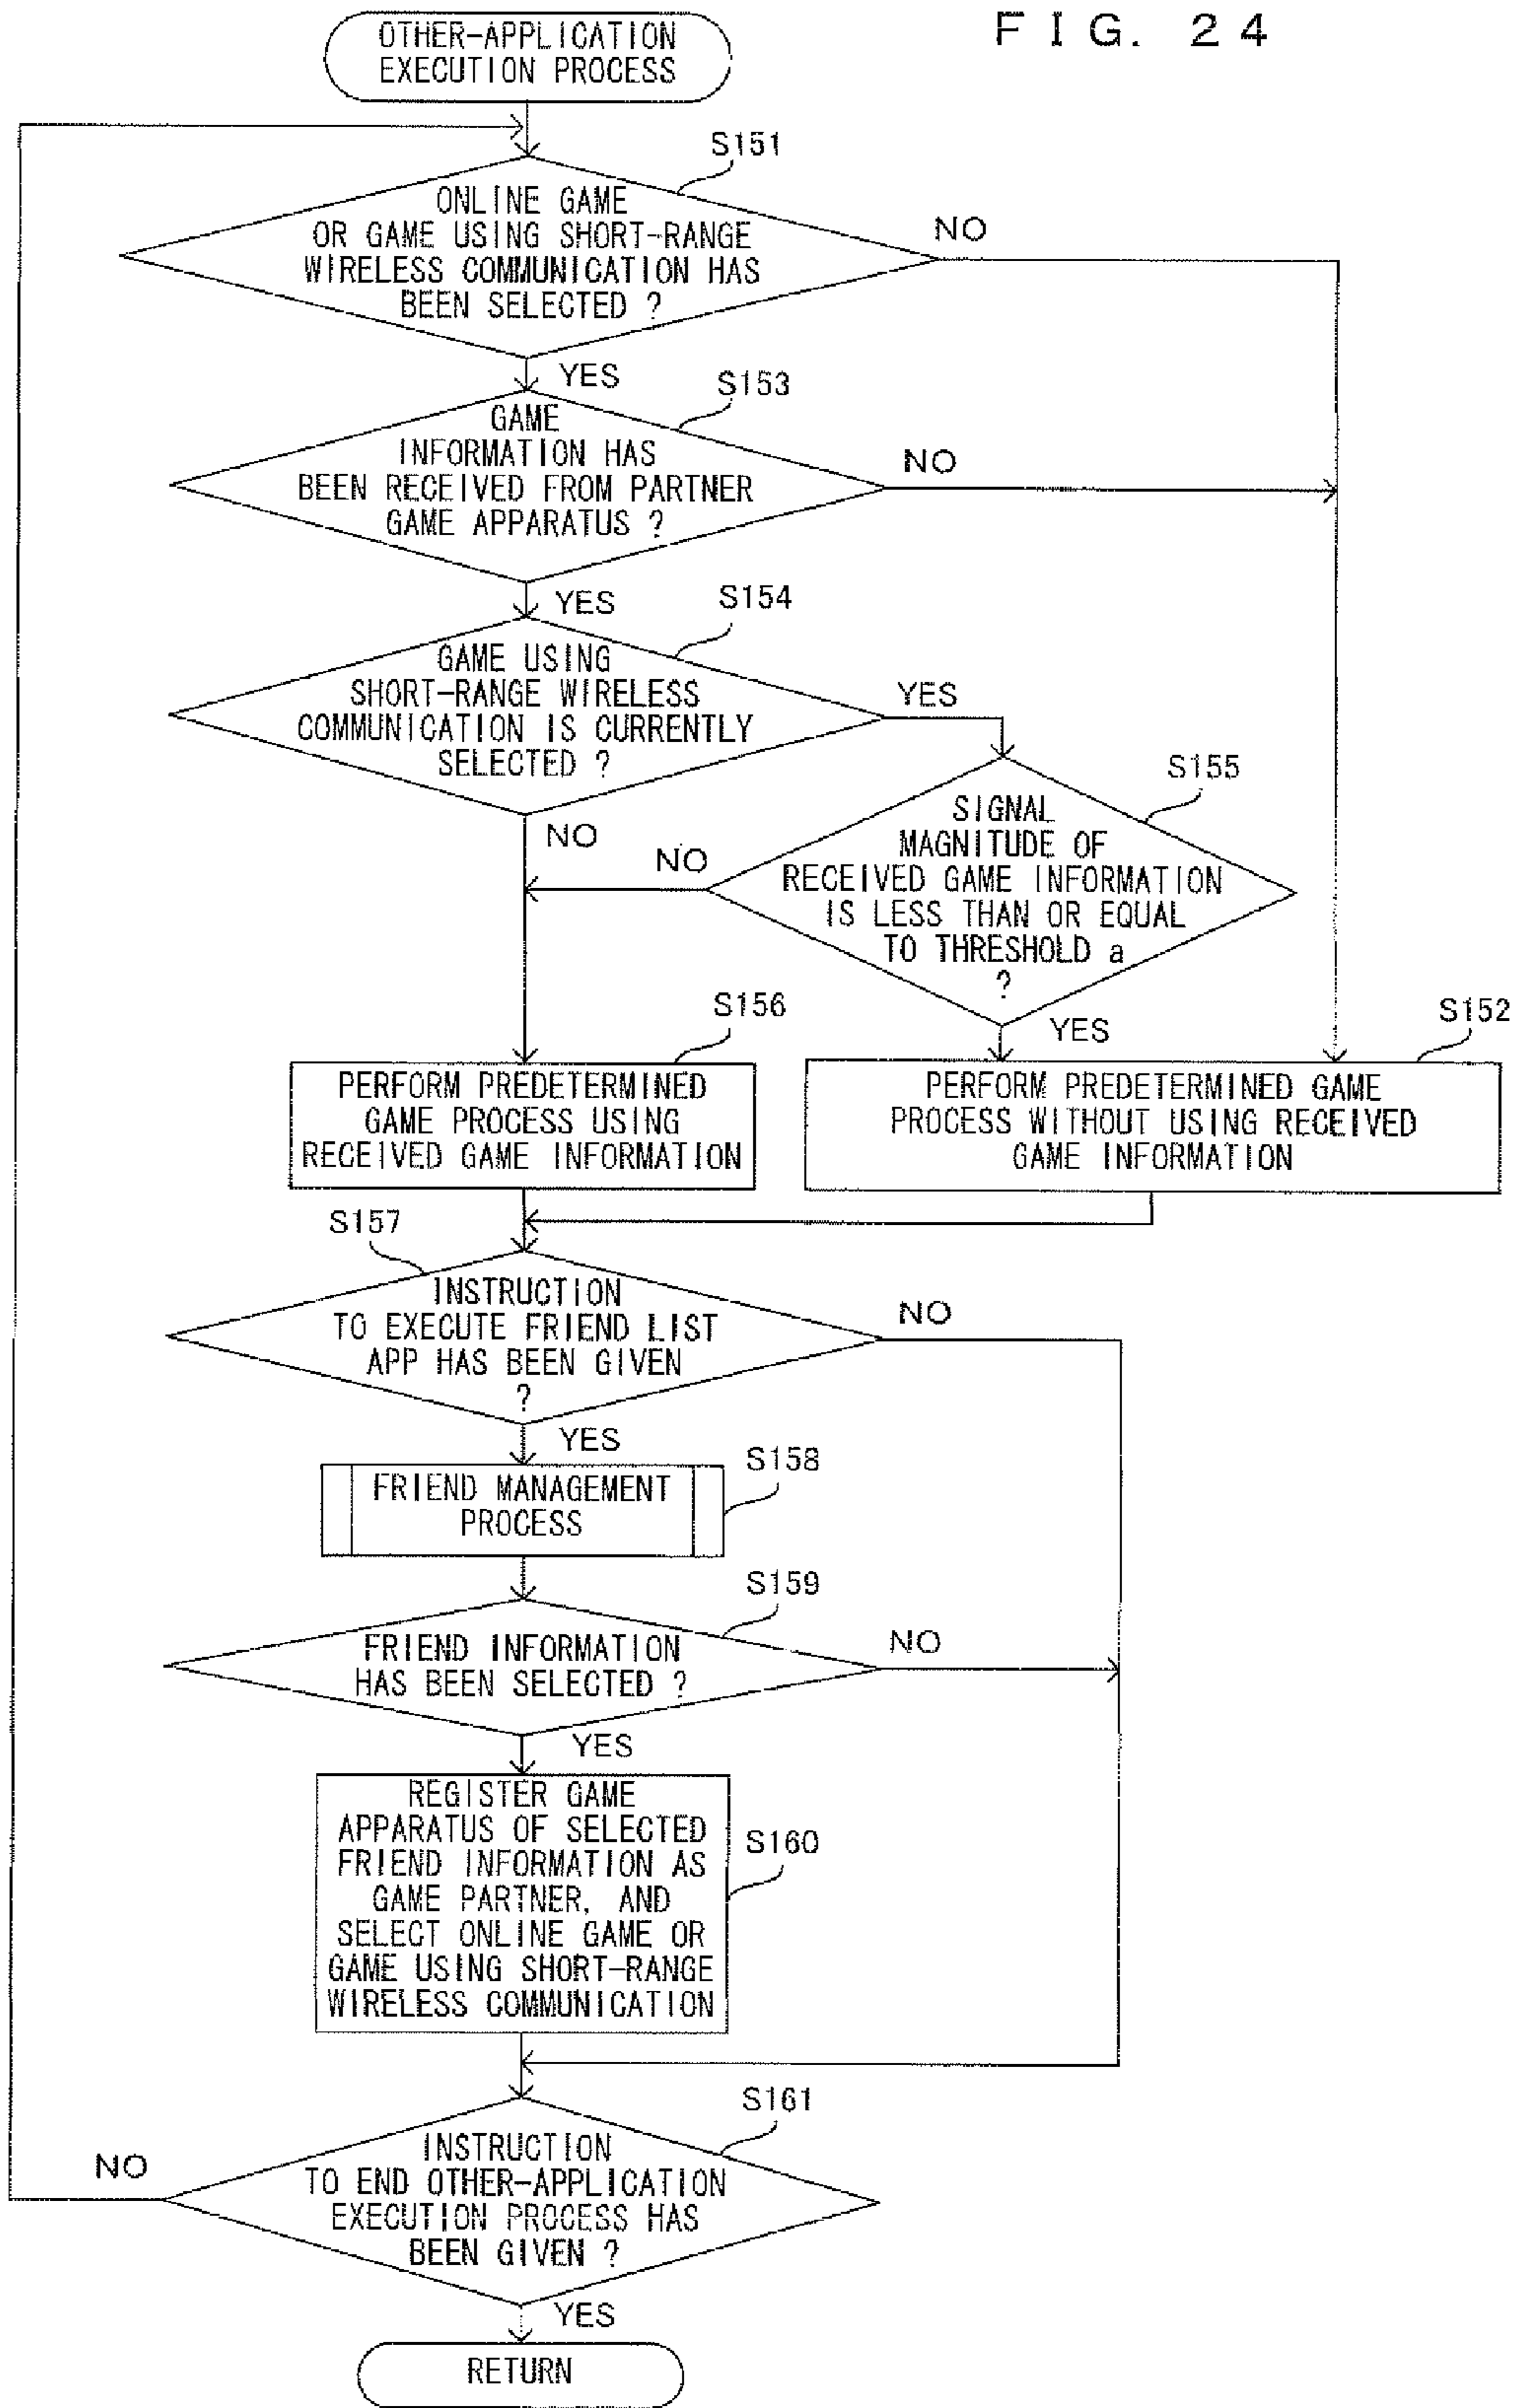 FIG. 24
OTHER-APPLICATION
EXECUTION PROCESS
S151
ONLINE GAME
OR GAME USING SHORT-RANGE
WIRELESS COMMUNICATION HAS
BEEN SELECTED ?
NO
YES
S153
GAME
INFORMATION HAS
BEEN RECEIVED FROM PARTNER
GAME APPARATUS ?
NO
YES
S154
GAME USING
SHORT-RANGE WIRELESS
COMMUNICATION IS CURRENTLY
SELECTED ?
YES
NO
S155
SIGNAL
MAGNITUDE OF
RECEIVED GAME INFORMATION
IS LESS THAN OR EQUAL
TO THRESHOLD a
?
NO
YES
S156
PERFORM PREDETERMINED
GAME PROCESS USING
RECEIVED GAME INFORMATION
S152
PERFORM PREDETERMINED GAME
PROCESS WITHOUT USING RECEIVED
GAME INFORMATION
S157
INSTRUCTION
TO EXECUTE FRIEND LIST
APP HAS BEEN GIVEN
?
NO
YES
S158
FRIEND MANAGEMENT
PROCESS
S159
FRIEND INFORMATION
HAS BEEN SELECTED ?
NO
YES
S160
REGISTER GAME
APPARATUS OF SELECTED
FRIEND INFORMATION AS
GAME PARTNER, AND
SELECT ONLINE GAME OR
GAME USING SHORT-RANGE
WIRELESS COMMUNICATION
S161
INSTRUCTION
TO END OTHER-APPLICATION
EXECUTION PROCESS HAS
BEEN GIVEN ?
NO
YES
RETURN